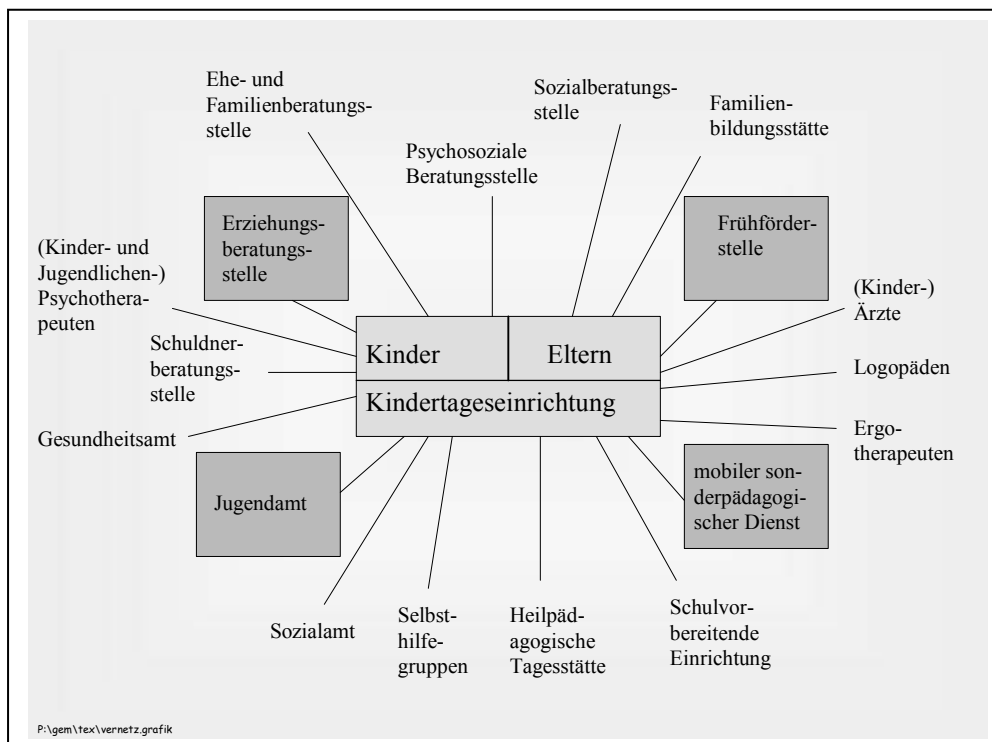 Ehe- und
Familienberatungs-
stelle
Psychosoziale
Beratungsstelle
Sozialberatungs-
stelle
Familien-
bildungsstätte
Erziehungs-
beratungs-
stelle
Frühförder-
stelle
(Kinder- und
Jugendlichen-)
Psychothera-
peuten
(Kinder-)
Ärzte
Schuldner-
beratungs-
stelle
Kinder
Eltern
Kindertageseinrichtung
Logopäden
Gesundheitsamt
Ergo-
therapeuten
Jugendamt
mobiler son-
derpädagogi-
scher Dienst
Sozialamt
Selbst-
hilfe-
gruppen
Heilpäd-
agogische
Tagesstätte
Schulvor-
bereitende
Einrichtung
P:\gem\tex\vernetz.grafik